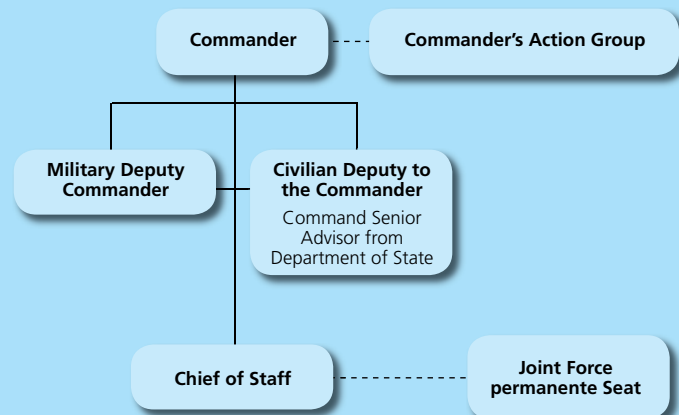 Commander
Commander’s Action Group
Military Deputy
Commander
Civilian Deputy to
the Commander
Command Senior
Advisor from
Department of State
Chief of Staff
Joint Force
permanente Seat